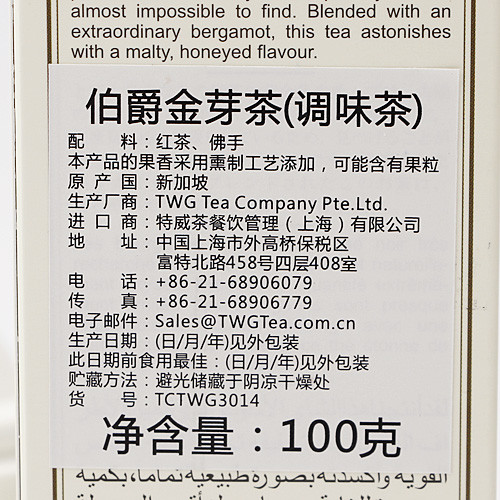 almost impossible to find. Blended with an
extraordinary bergamot, this tea astonishes
with a malty, honeyed flavour.
伯爵金芽茶(调味茶)
配 料：红茶、佛手
本产品的果香采用熏制工艺添加，可能含有果粒
原 产 国：新加坡
生产厂商：TWG Tea Company Pte.Ltd.
进 口 商：特威茶餐饮管理（上海）有限公司
地 址：中国上海市外高桥保税区
富特北路458号四层408室
电 话：+86-21-68906079
传 真：+86-21-68906779
电子邮件：Sales@TWGTea.com.cn
生产日期：(日/月/年)见外包装
此日期前食用最佳：(日/月/年)见外包装
贮藏方法：避光储藏于阴凉干燥处
货 号：TCTWG3014
净含量：100克
القوية وأكسدته بصورة طبيعية تماما، بكمية